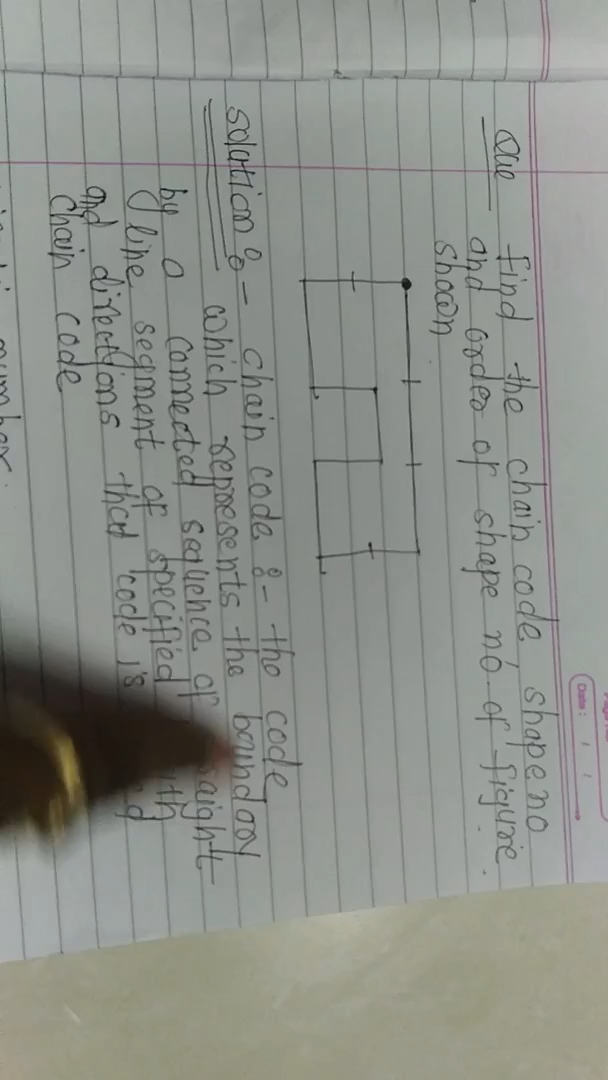 Date:
Que find the chain code, shape no
and order of shape no of figure.
shown
Solution :- chain code :- the code
which represents the boundary
by a connected sequence of
line segment of specified
and directions that code is
chain code